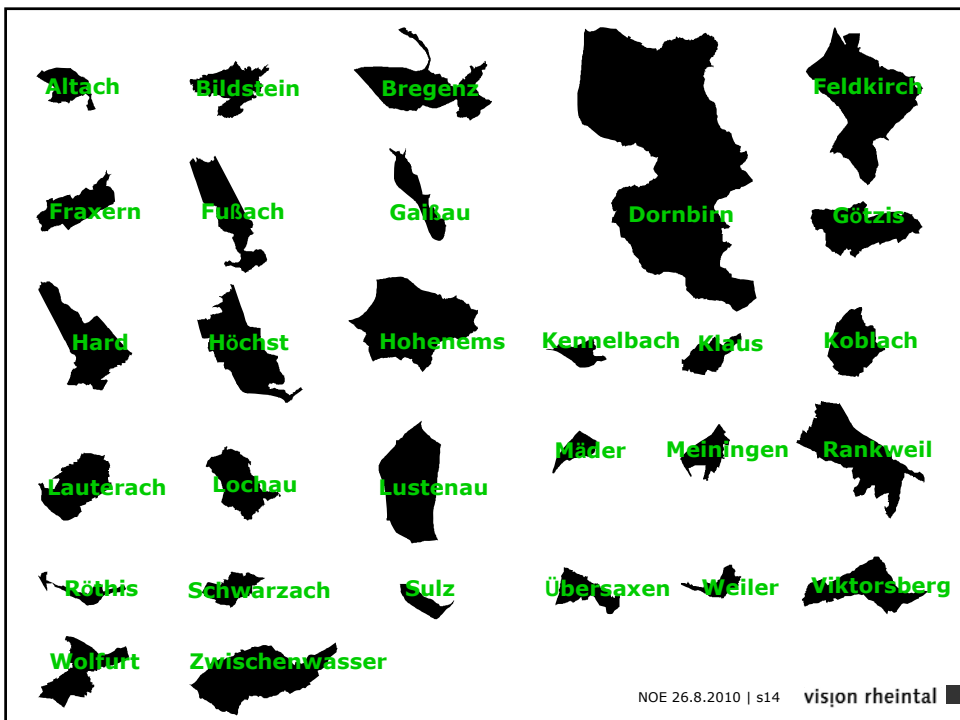 Altach Bildstein Bregenz Feldkirch
Fraxern Fußach Gaißau Dornbirn Götzis
Hard Höchst Hohenems Kennelbach Klaus Koblach
Mäder Meiningen Rankweil
Lauterach Lochau Lustenau
Röthis Schwarzach Sulz Übersaxen Weiler Viktorsberg
Wolfurt Zwischenwasser
NOE 26.8.2010 | s14 vision rheintal